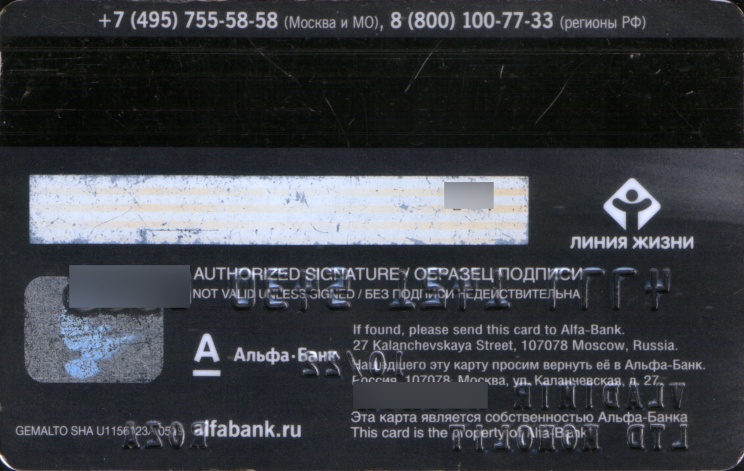 +7 (495) 755-58-58 (Москва и МО), 8 (800) 100-77-33 (регионы РФ)
ЛИНИЯ ЖИЗНИ
AUTHORIZED SIGNATURE / ОБРАЗЕЦ ПОДПИСИ
NOT VALID UNLESS SIGNED / БЕЗ ПОДПИСИ НЕДЕЙСТВИТЕЛЬНА
Альфа·Банк
If found, please send this card to Alfa-Bank.
27 Kalanchevskaya Street, 107078 Moscow, Russia.
Нашедшего эту карту просим вернуть её в Альфа-Банк.
Россия, 107078, Москва, ул. Каланчевская, д. 27.
Эта карта является собственностью Альфа-Банка
This card is the property of Alfa-Bank
GEMALTO SHA
alfabank.ru